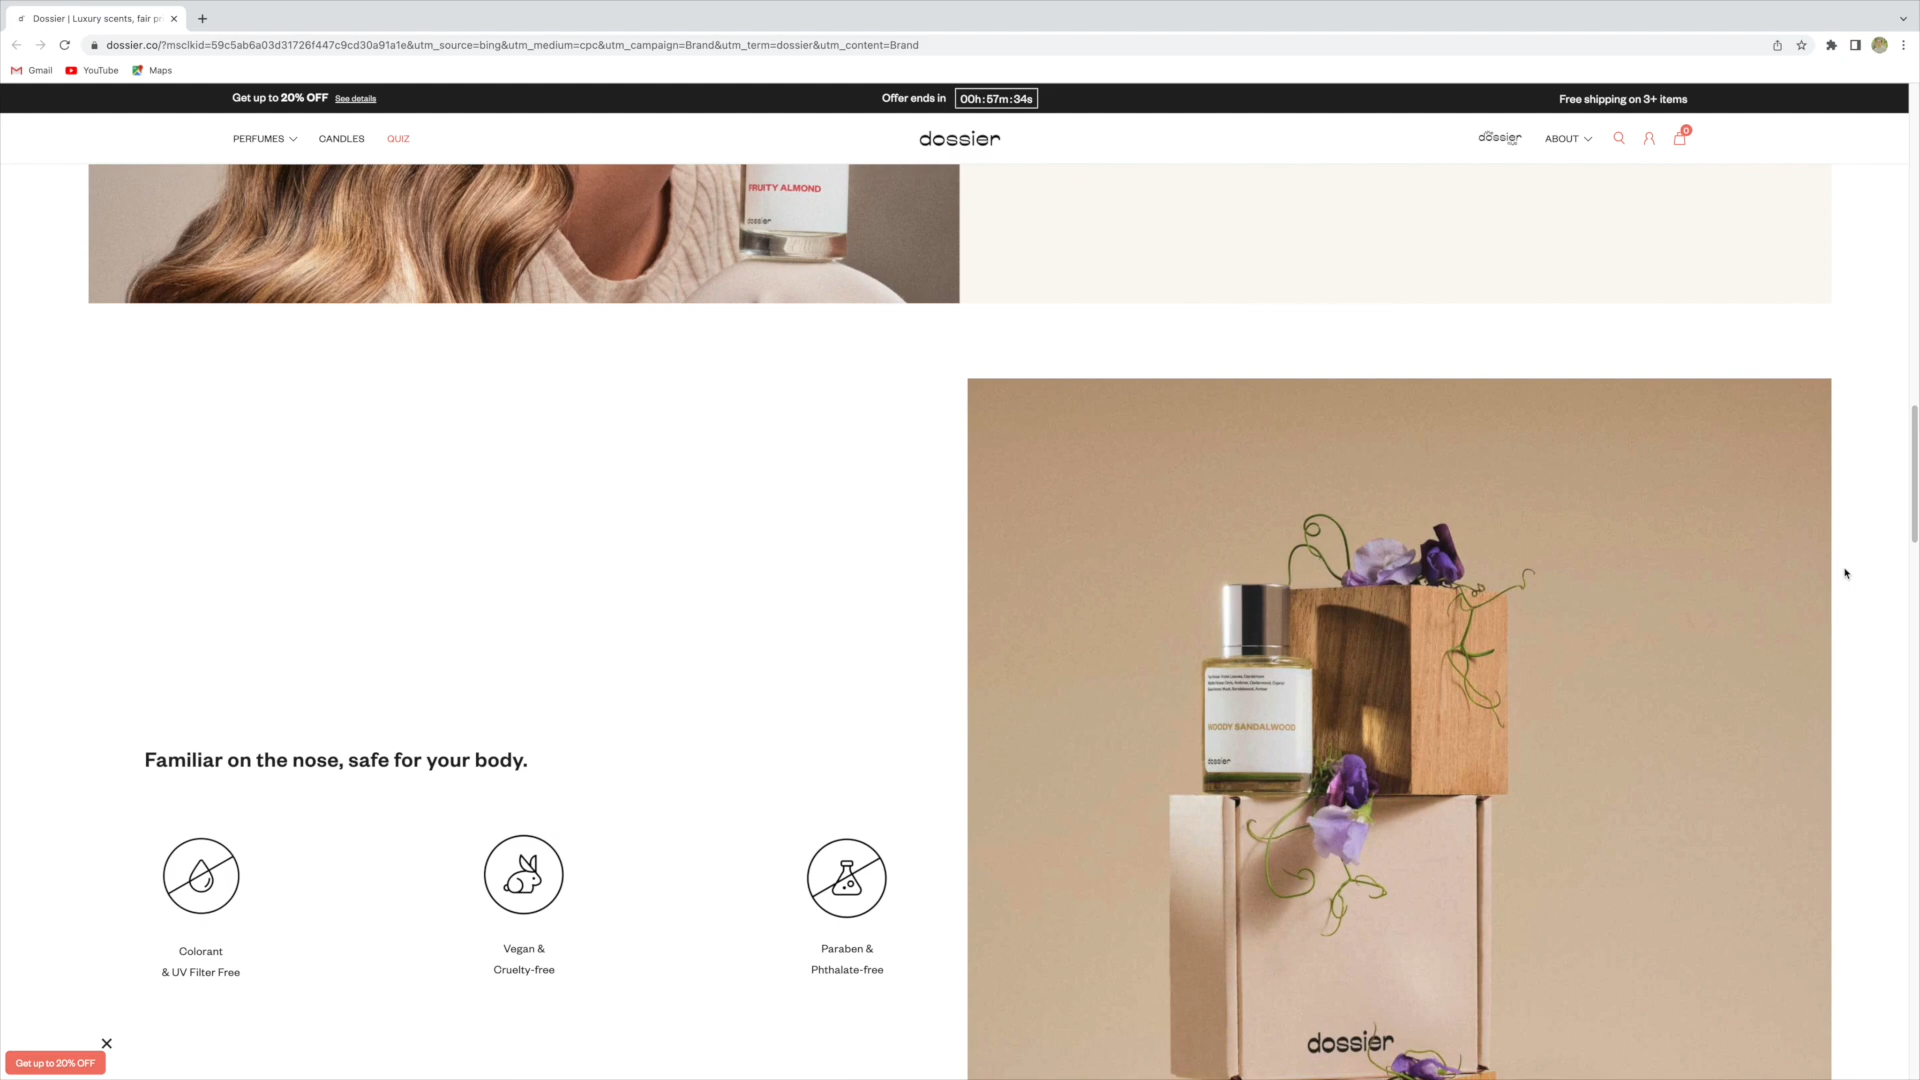 Dossier | Luxury scents, fair pr
dossier.co/?msclkid=59c5ab6a03d31726f447c9cd30a91a1e&utm_source=bing&utm_medium=cpc&utm_campaign=Brand&utm_term=dossier&utm_content=Brand
Gmail YouTube Maps
Get up to 20% OFF See details
Offer ends in 00h:57m:34s
Free shipping on 3+ items
PERFUMES CANDLES QUIZ
dossier
dossier
ABOUT
0
FRUITY ALMOND
dossier
WOODY SANDALWOOD
dossier
Familiar on the nose, safe for your body.
Colorant
& UV Filter Free
Vegan &
Cruelty-free
Paraben &
Phthalate-free
dossier
Get up to 20% OFF